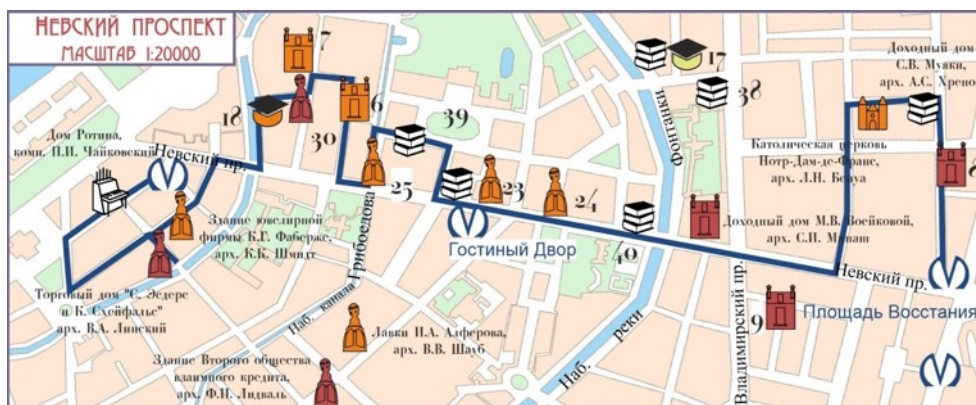 НЕВСКИЙ ПРОСПЕКТ
МАСШТАБ 1:20000
7
17
Доходный дом
С.В. Муяки,
арх. А.С. Хренов
18
6
30
39
38
Дом Ротина,
комп. П.И. Чайковский
Невский пр.
Фонтанки
Католическая церковь
Нотр-Дам-де-Франс,
арх. Л.Н. Бенуа
8
25
23
24
Здание ювелирной
фирмы К.Г. Фаберже,
арх. К.К. Шмидт
Гостиный Двор
40
Доходный дом М.В. Воейковой,
арх. С.И. Минаш
Невский пр.
Торговый дом "С. Эсдерс
и К. Схейфальс"
арх. В.А. Липский
Наб. канала Грибоедова
Лавки И.А. Алферова,
арх. В.В. Шауб
Наб. реки
Владимирский пр.
9
Площадь Восстания
Здание Второго общества
взаимного кредита,
арх. Ф.И. Лидваль